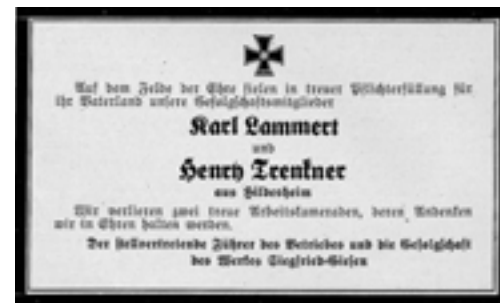 Auf dem Felde der Ehre fielen in treuer Pflichterfüllung für
ihr Vaterland unsere Gefolgschaftsmitglieder
Karl Lammert
und
Henry Trenkner
aus Hildesheim
Wir verlieren zwei treue Arbeitskameraden, deren Andenken
wir in Ehren halten werden.
Der stellvertretende Führer des Betriebes und die Gefolgschaft
des Werkes Siegfried-Giesen